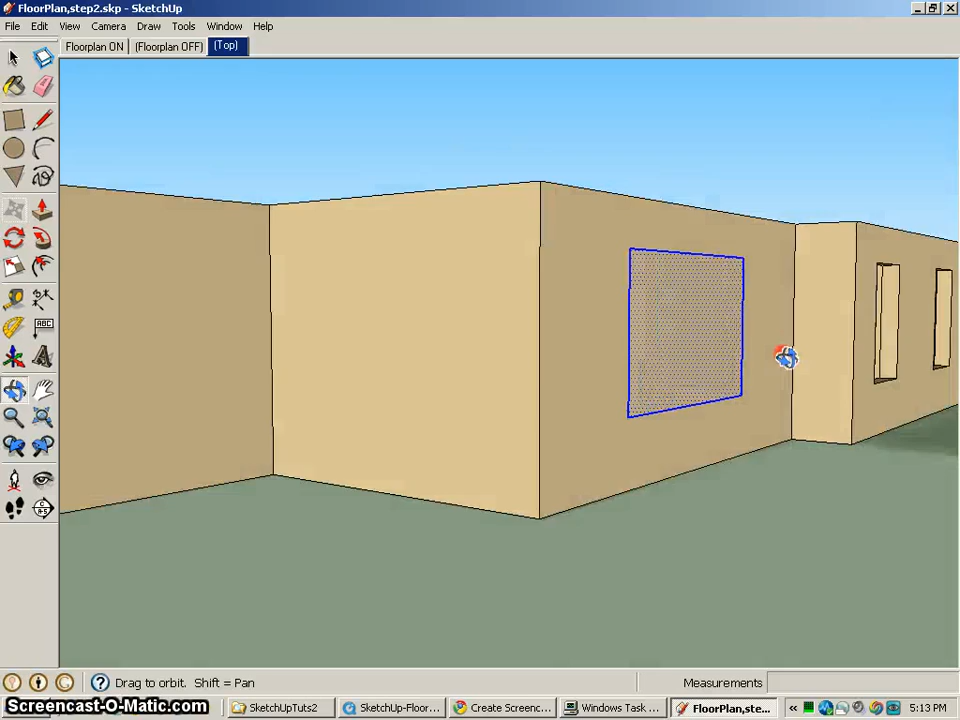 FloorPlan,step2.skp - SketchUp
File Edit View Camera Draw Tools Window Help
Floorplan ON (Floorplan OFF) (Top)
ABC
Drag to orbit. Shift = Pan
Measurements
Screencast-O-Matic.com
SketchUpTuts2
SketchUp-Floor...
Create Screenc...
Windows Task ...
FloorPlan,ste...
«
5:13 PM